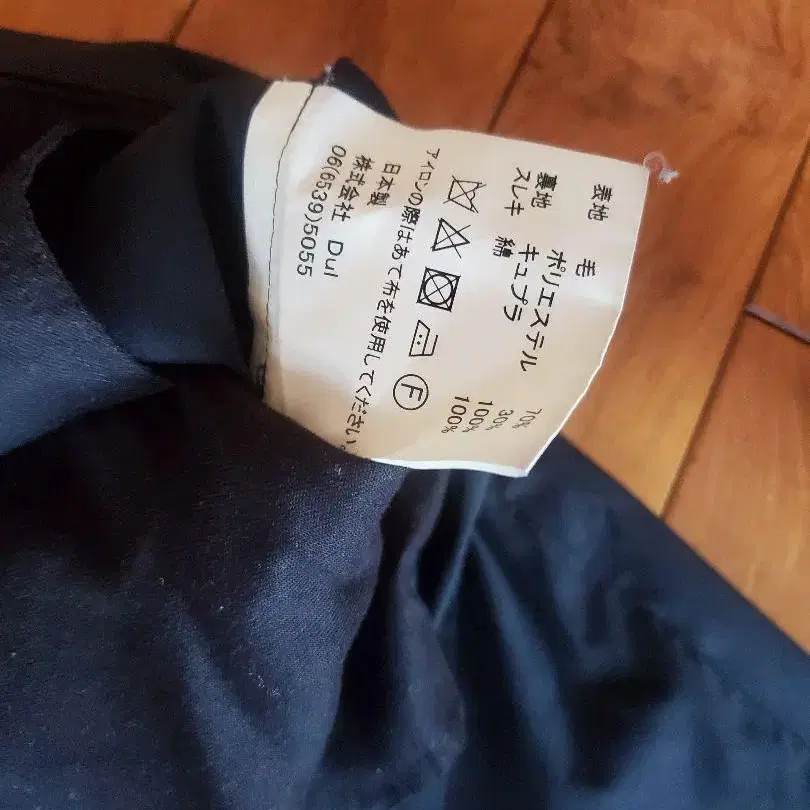 表地 毛 70%
ポリエステル 30%
裏地 キュプラ 100%
スレキ 綿 100%
F
アイロンの際はあて布を使用してください。
日本製
株式会社 Dul
06(6539)5055